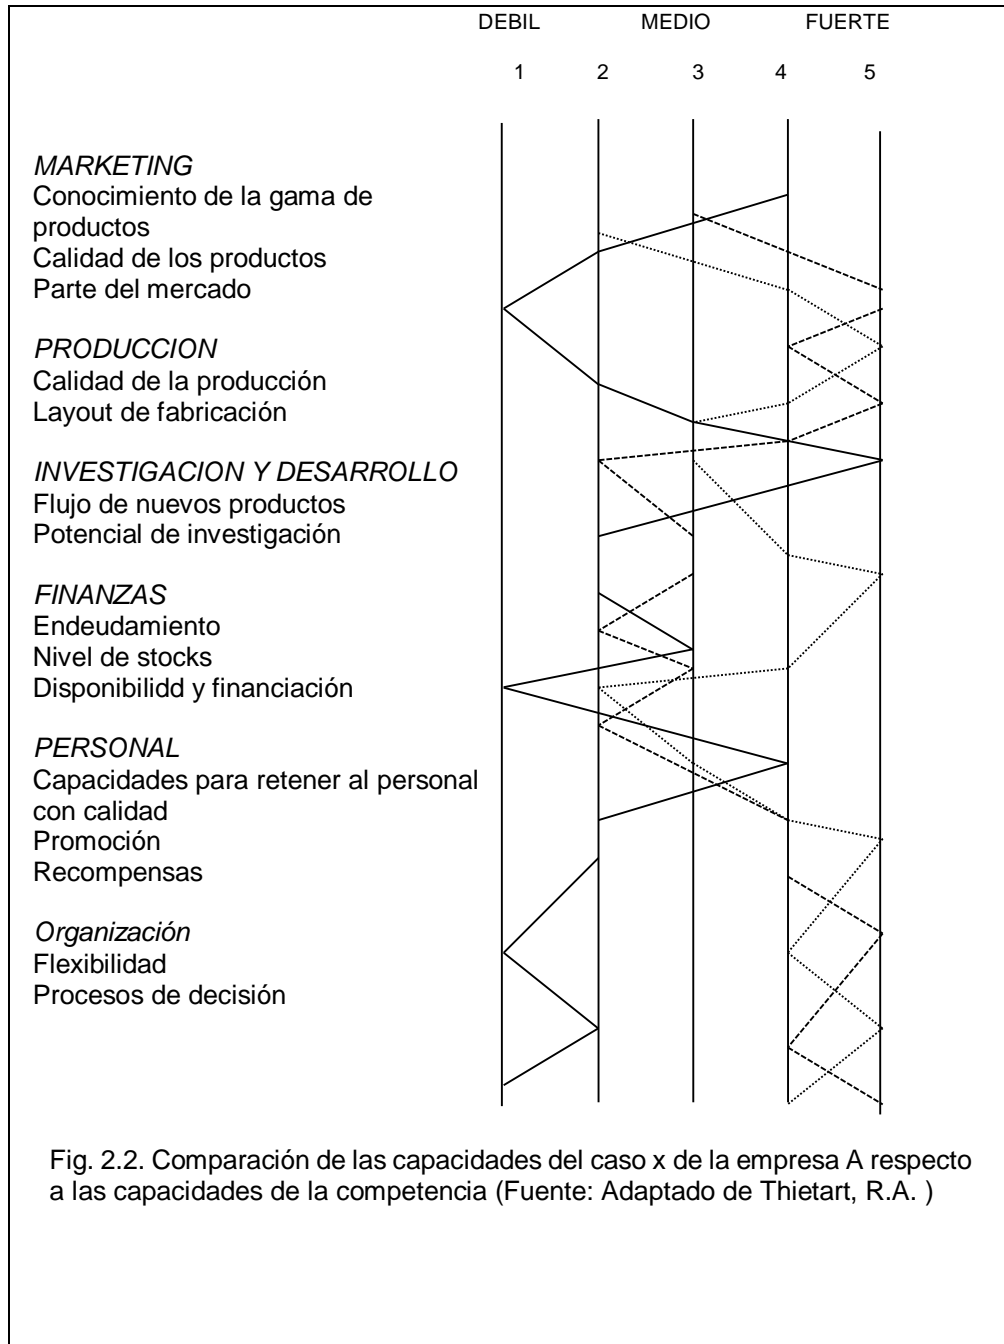 DEBIL MEDIO FUERTE
1 2 3 4 5
MARKETING
Conocimiento de la gama de
productos
Calidad de los productos
Parte del mercado
PRODUCCION
Calidad de la producción
Layout de fabricación
INVESTIGACION Y DESARROLLO
Flujo de nuevos productos
Potencial de investigación
FINANZAS
Endeudamiento
Nivel de stocks
Disponibilidd y financiación
PERSONAL
Capacidades para retener al personal
con calidad
Promoción
Recompensas
Organización
Flexibilidad
Procesos de decisión
Fig. 2.2. Comparación de las capacidades del caso x de la empresa A respecto
a las capacidades de la competencia (Fuente: Adaptado de Thietart, R.A. )